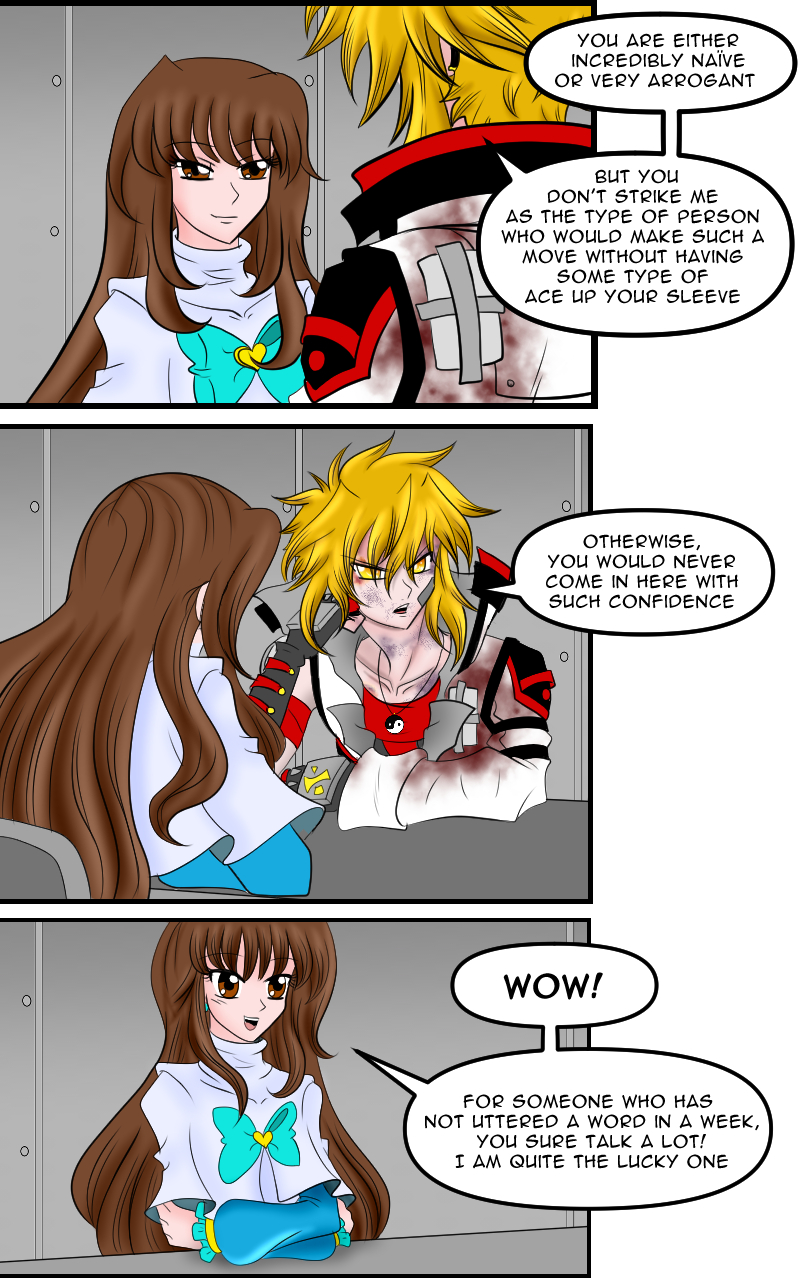 YOU ARE EITHER
INCREDIBLY NAÏVE
OR VERY ARROGANT
BUT YOU
DON'T STRIKE ME
AS THE TYPE OF PERSON
WHO WOULD MAKE SUCH A
MOVE WITHOUT HAVING
SOME TYPE OF
ACE UP YOUR SLEEVE
OTHERWISE,
YOU WOULD NEVER
COME IN HERE WITH
SUCH CONFIDENCE
WOW!
FOR SOMEONE WHO HAS
NOT UTTERED A WORD IN A WEEK,
YOU SURE TALK A LOT!
I AM QUITE THE LUCKY ONE